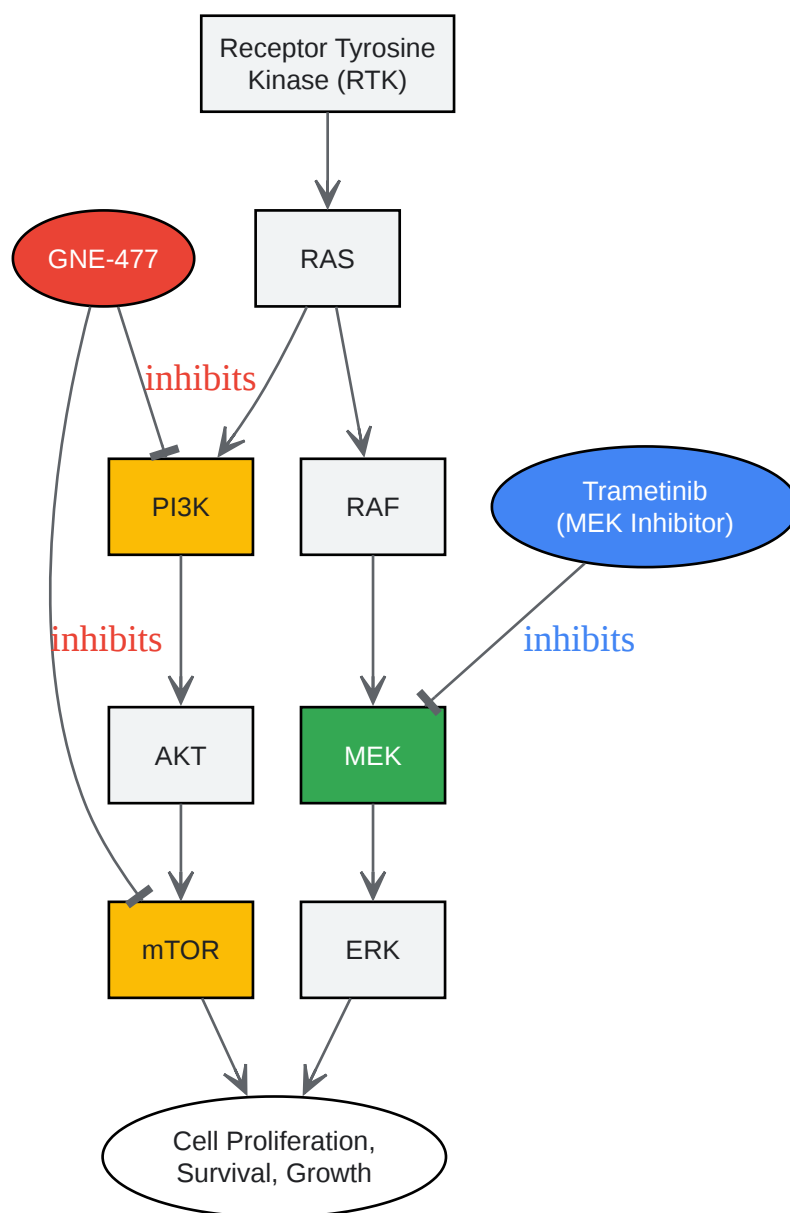 Receptor Tyrosine
Kinase (RTK)
GNE-477
RAS
inhibits
PI3K
RAF
Trametinib
(MEK Inhibitor)
inhibits
inhibits
AKT
MEK
mTOR
ERK
Cell Proliferation,
Survival, Growth